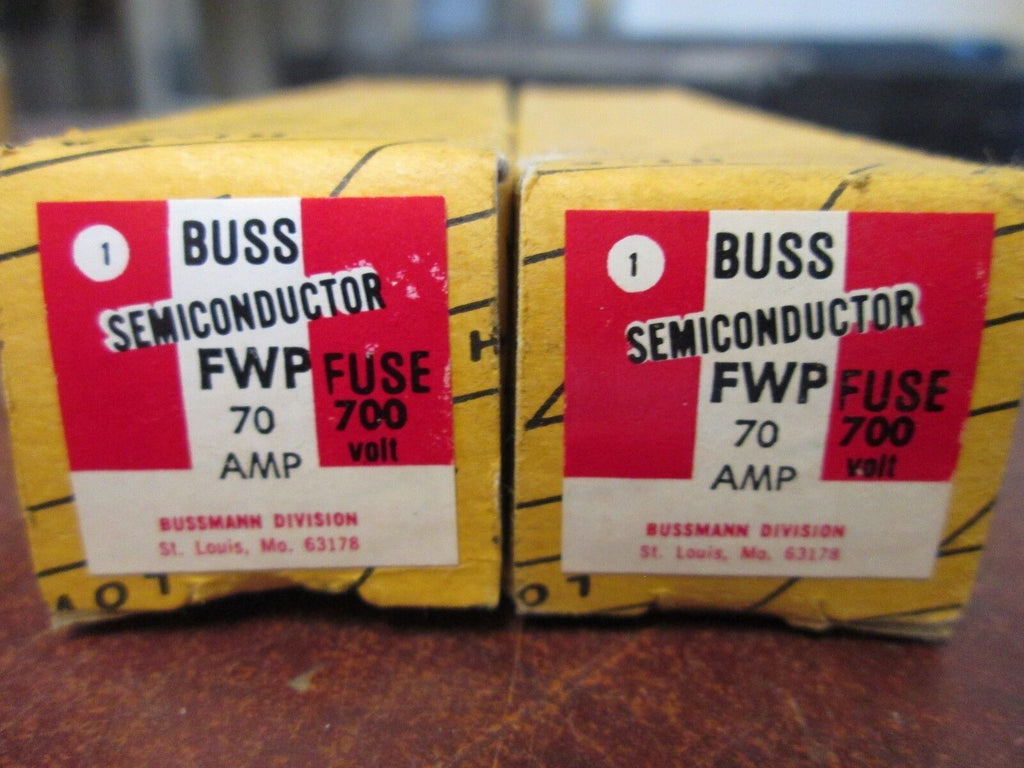 1
BUSS
SEMICONDUCTOR
FWP FUSE
70 700
AMP volt
BUSSMANN DIVISION
St. Louis, Mo. 63178
1
BUSS
SEMICONDUCTOR
FWP FUSE
70 700
AMP volt
BUSSMANN DIVISION
St. Louis, Mo. 63178